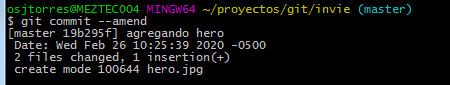 osjtorres@MEZTEC004 MINGW64 ~/proyectos/git/invie (master)
$ git commit --amend
[master 19b295f] agregando hero
 Date: Wed Feb 26 10:25:39 2020 -0500
 2 files changed, 1 insertion(+)
 create mode 100644 hero.jpg